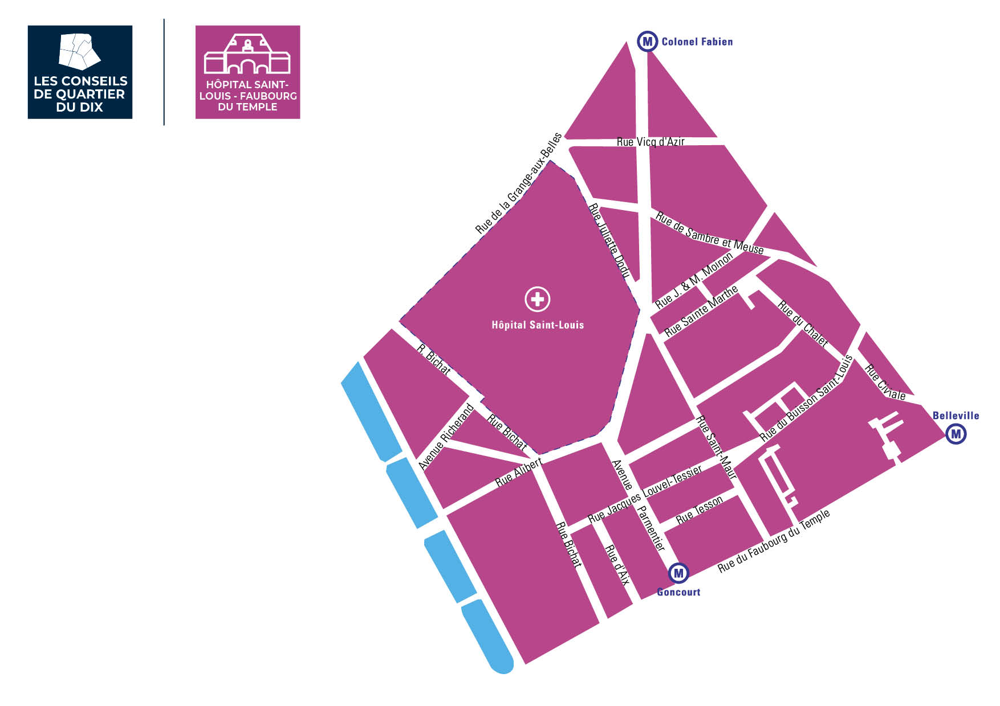 LES CONSEILS
DE QUARTIER
DU DIX
HÔPITAL SAINT-
LOUIS - FAUBOURG
DU TEMPLE
M Colonel Fabien
Rue Vicq d'Azir
Rue de la Grange-aux-Belles
Rue Juliette Dodu
Rue de Sambre et Meuse
Rue J. & M. Moinon
Rue Sainte Marthe
Hôpital Saint-Louis
Rue du Chalet
R. Bichat
Rue Civiale
Rue du Buisson Saint-Louis
Avenue Richerand
Rue Bichat
Rue Saint-Maur
Belleville
M
Rue Alibert
Avenue Parmentier
Rue Jacques Louvel-Tessier
Rue Tesson
Rue Bichat
Rue d'Aix
Rue du Faubourg du Temple
M
Goncourt